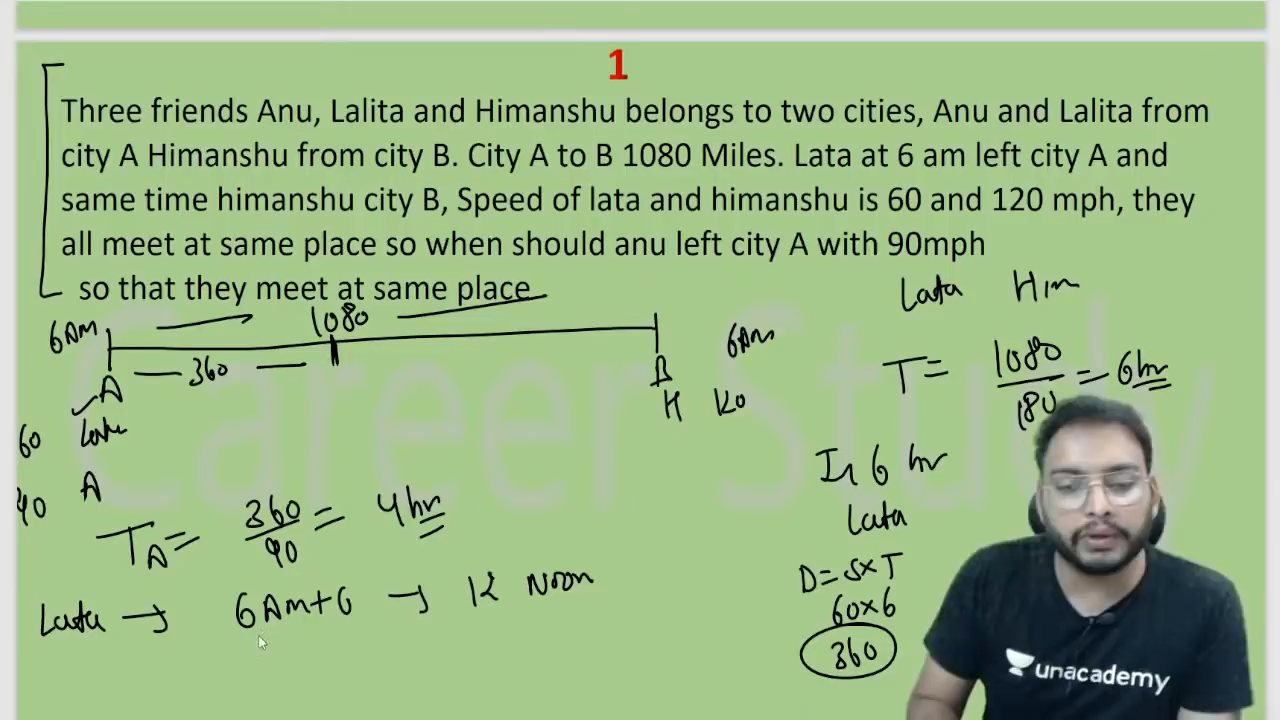 1
Three friends Anu, Lalita and Himanshu belongs to two cities, Anu and Lalita from
city A Himanshu from city B. City A to B 1080 Miles. Lata at 6 am left city A and
same time himanshu city B, Speed of lata and himanshu is 60 and 120 mph, they
all meet at same place so when should anu left city A with 90mph
so that they meet at same place
Lata Him
6AM 1080 6Am
360
A B
H 120
T = 1080/180 = 6hr
60 Lata
90 A
In 6 hr
Lata
TA = 360/90 = 4hr
D = S×T
60×6
360
Lata → 6Am+6 → 12 Noon
Career Study
unacademy